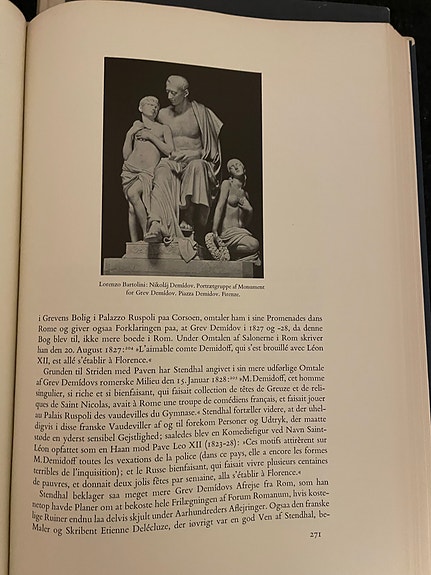 Lorenzo Bartolini: Nikoláj Demídov. Portrætgruppe af Monument
for Grev Demídov. Piazza Demidov. Firenze.
i Grevens Bolig i Palazzo Ruspoli paa Corsoen, omtaler ham i sine Promenades dans
Rome og giver ogsaa Forklaringen paa, at Grev Demídov i 1827 og -28, da denne
Bog blev til, ikke mere boede i Rom. Under Omtalen af Salonerne i Rom skriver
han den 20. August 1827:²⁹⁴ »L'aimable comte Demidoff, qui s'est brouillé avec Léon
XII, est allé s'établir à Florence.«
Grunden til Striden med Paven har Stendhal angivet i sin mere udførlige Omtale
af Grev Demídovs romerske Milieu den 15. Januar 1828:²⁹⁵ »M. Demidoff, cet homme
singulier, si riche et si bienfaisant, qui faisait collection de têtes de Greuze et de reli-
ques de Saint Nicolas, avait à Rome une troupe de comédiens français, et faisait jouer
au Palais Ruspoli des vaudevilles du Gymnase.« Stendhal fortæller videre, at der uhel-
digvis i disse franske Vaudeviller af og til forekom Personer og Udtryk, der maatte
støde en yderst sensibel Gejstlighed; saaledes blev en Komediefigur ved Navn Saint-
Léon opfattet som en Haan mod Pave Leo XII (1823-28): »Ces motifs attirèrent sur
M. Demidoff toutes les vexations de la police (dans ce pays, elle a encore les formes
terribles de l'inquisition); et le Russe bienfaisant, qui faisait vivre plusieurs centaines
de pauvres, et donnait deux jolis fêtes par semaine, alla s'établir à Florence.«
Stendhal beklager saa meget mere Grev Demídovs Afrejse fra Rom, som han
netop havde Planer om at bekoste hele Frilægningen af Forum Romanum, hvis koste-
lige Ruiner endnu laa delvis skjult under Aarhundreders Aflejringer. Ogsaa den franske
Maler og Skribent Etienne Delécluze, der iøvrigt var en god Ven af Stendhal, be-
271